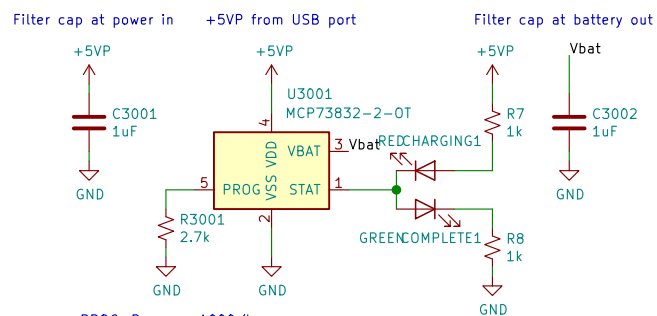 Filter cap at power in
+5VP from USB port
Filter cap at battery out
+5VP
+5VP
+5VP
Vbat
U3001
MCP73832-2-OT
C3001
1uF
R7
1k
C3002
1uF
4
VDD
VBAT
3
Vbat
REDCHARGING1
GND
GND
5
PROG
VSS
STAT
1
R3001
2.7k
2
GREENCOMPLETE1
R8
1k
GND
GND
GND